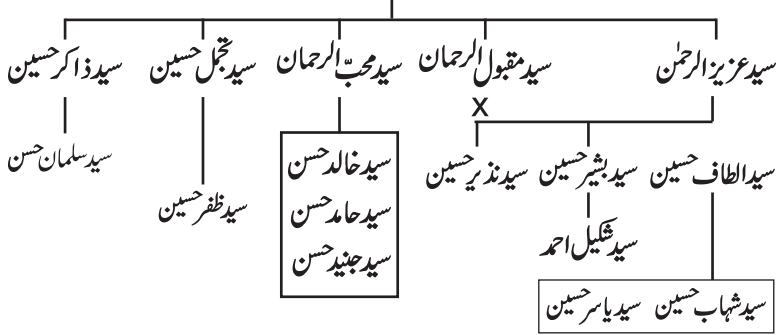 سید عزیز الرحمٰن سید مقبول الرحمان سید محبّ الرحمان سید تجمل حسین سید ذاکر حسین
X
سید الطاف حسین سید بشیر حسین سید نذیر حسین سید خالد حسن سید سلمان حسن
سید حامد حسن سید ظفر حسین
سید شکیل احمد سید جنید حسن
سید شہاب حسین سید یاسر حسین